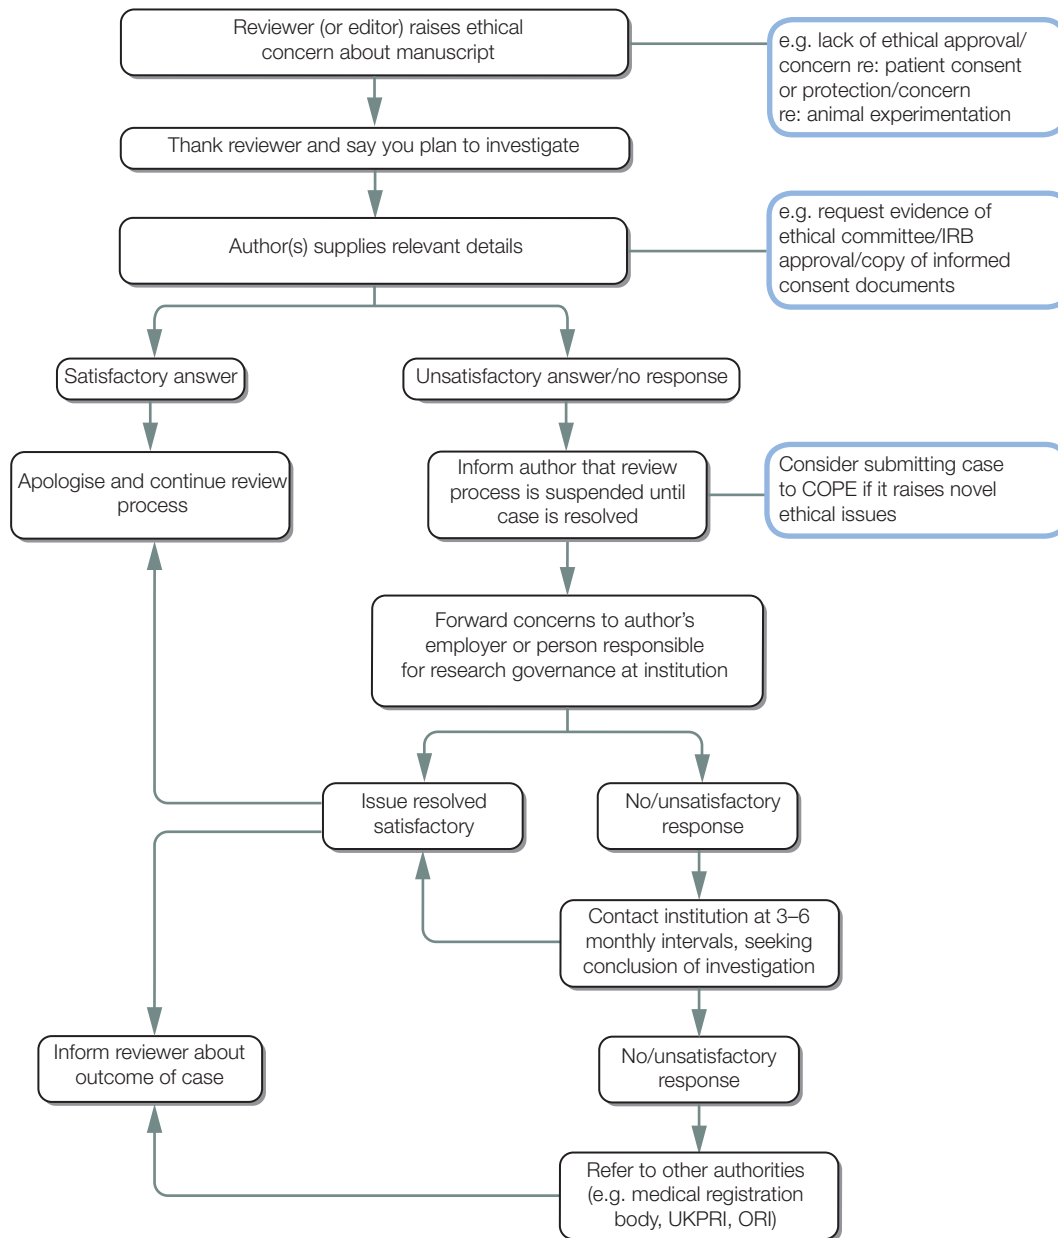 Reviewer (or editor) raises ethical
concern about manuscript
e.g. lack of ethical approval/
concern re: patient consent
or protection/concern
re: animal experimentation
Thank reviewer and say you plan to investigate
Author(s) supplies relevant details
e.g. request evidence of
ethical committee/IRB
approval/copy of informed
consent documents
Satisfactory answer
Unsatisfactory answer/no response
Apologise and continue review
process
Inform author that review
process is suspended until
case is resolved
Consider submitting case
to COPE if it raises novel
ethical issues
Forward concerns to author’s
employer or person responsible
for research governance at institution
Issue resolved
satisfactory
No/unsatisfactory
response
Contact institution at 3–6
monthly intervals, seeking
conclusion of investigation
Inform reviewer about
outcome of case
No/unsatisfactory
response
Refer to other authorities
(e.g. medical registration
body, UKPRI, ORI)